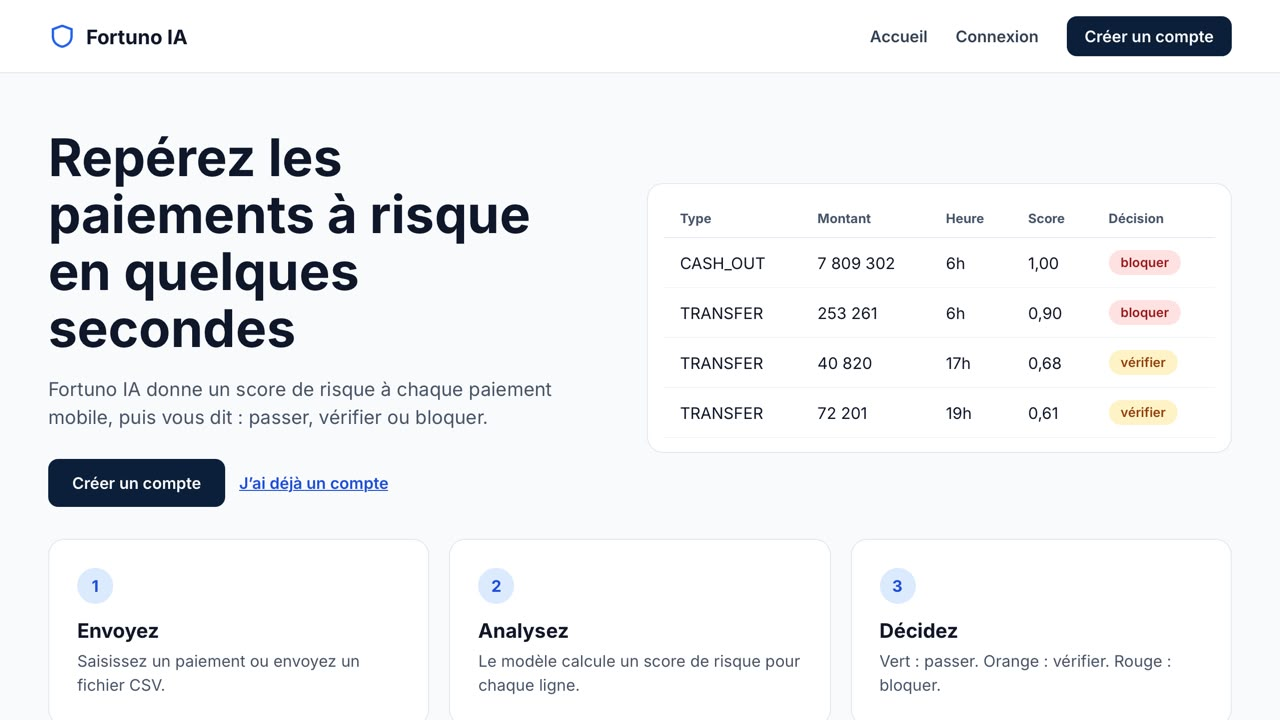 Fortuno IA
Accueil Connexion Créer un compte
Repérez les
paiements à risque
en quelques
secondes
Fortuno IA donne un score de risque à chaque paiement
mobile, puis vous dit : passer, vérifier ou bloquer.
Créer un compte J’ai déjà un compte
Type Montant Heure Score Décision
CASH_OUT 7 809 302 6h 1,00 bloquer
TRANSFER 253 261 6h 0,90 bloquer
TRANSFER 40 820 17h 0,68 vérifier
TRANSFER 72 201 19h 0,61 vérifier
1
Envoyez
Saisissez un paiement ou envoyez un
fichier CSV.
2
Analysez
Le modèle calcule un score de risque pour
chaque ligne.
3
Décidez
Vert : passer. Orange : vérifier. Rouge :
bloquer.